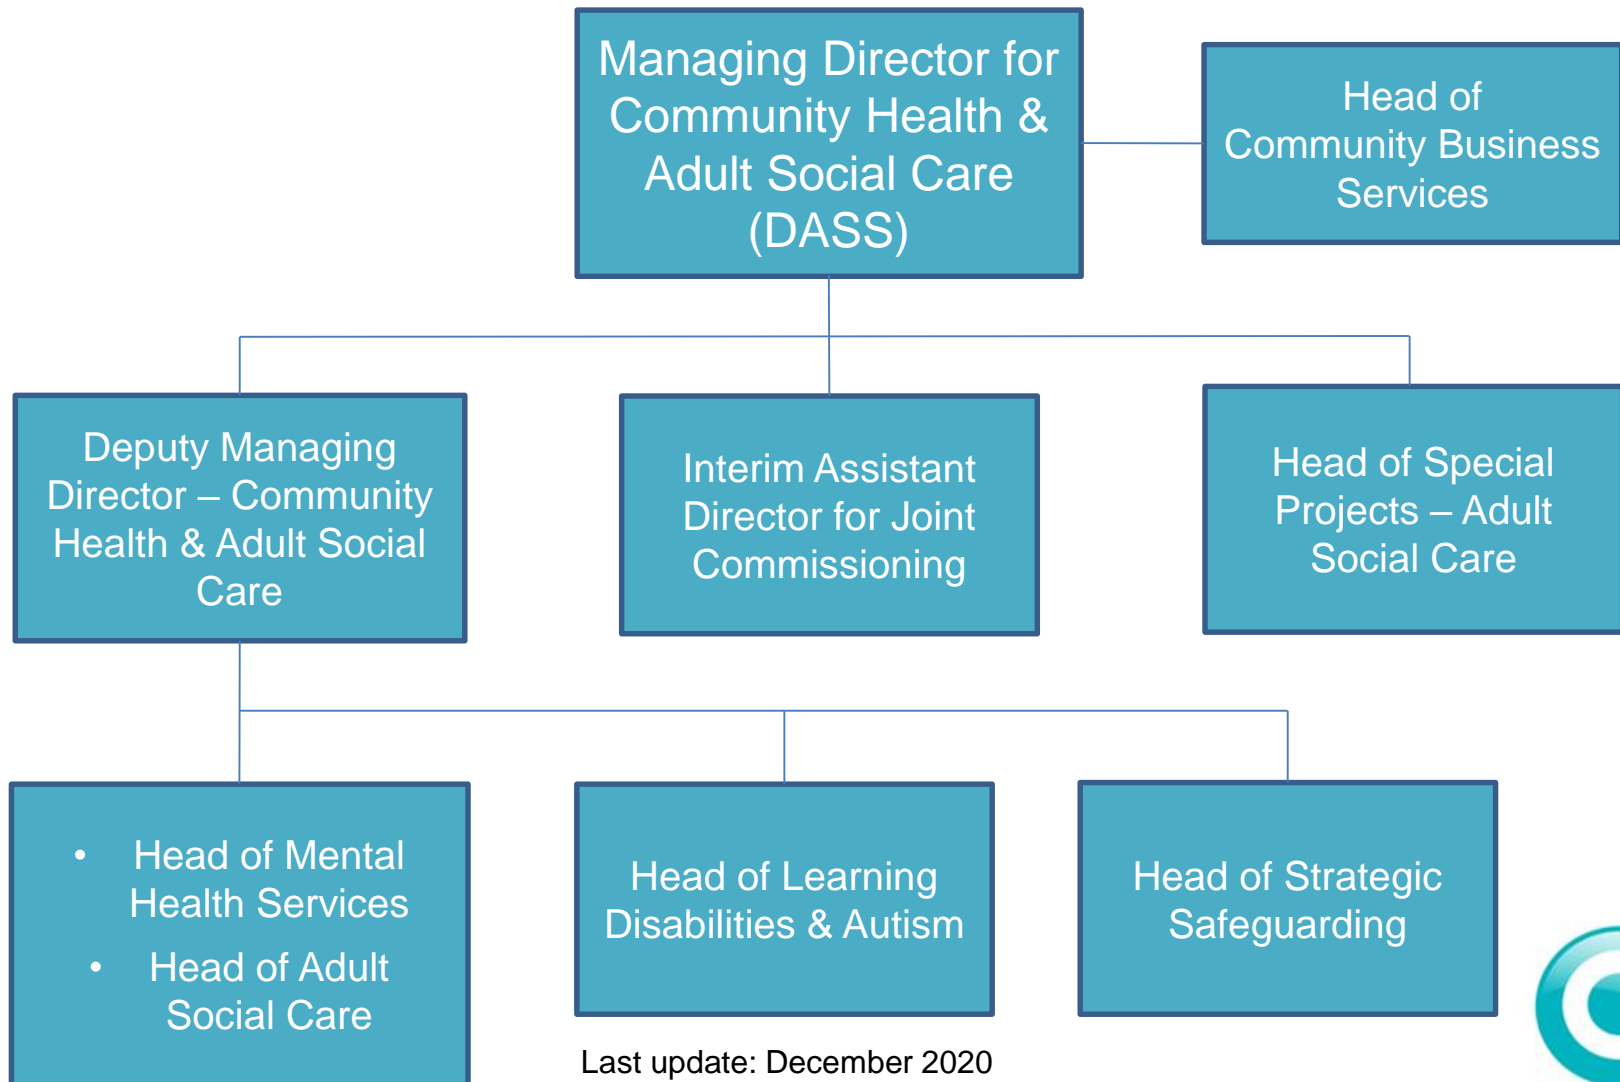 Managing Director for
Community Health &
Adult Social Care
(DASS)
Head of
Community Business
Services
Deputy Managing
Director – Community
Health & Adult Social
Care
Interim Assistant
Director for Joint
Commissioning
Head of Special
Projects – Adult
Social Care
• Head of Mental
Health Services
• Head of Adult
Social Care
Head of Learning
Disabilities & Autism
Head of Strategic
Safeguarding
Last update: December 2020